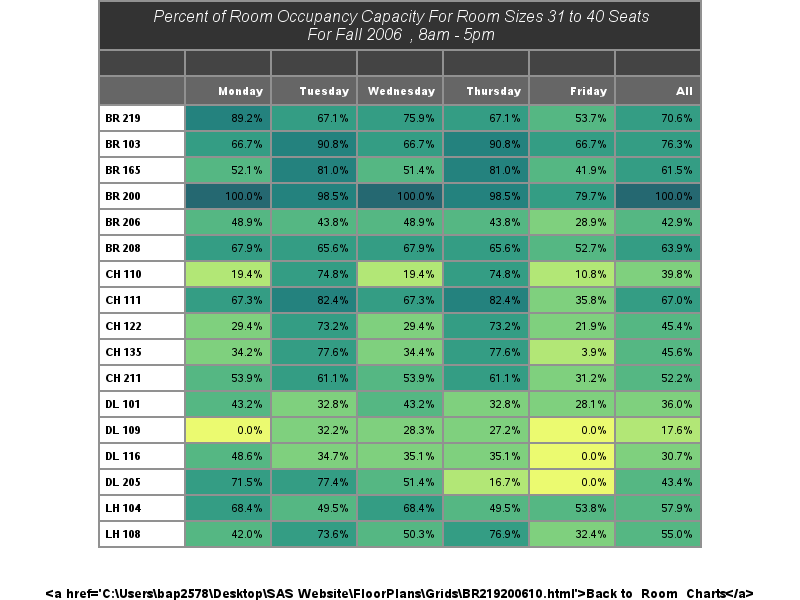 Percent of Room Occupancy Capacity For Room Sizes 31 to 40 Seats
For Fall 2006 , 8am - 5pm
Monday Tuesday Wednesday Thursday Friday All
BR 219 89.2% 67.1% 75.9% 67.1% 53.7% 70.6%
BR 103 66.7% 90.8% 66.7% 90.8% 66.7% 76.3%
BR 165 52.1% 81.0% 51.4% 81.0% 41.9% 61.5%
BR 200 100.0% 98.5% 100.0% 98.5% 79.7% 100.0%
BR 206 48.9% 43.8% 48.9% 43.8% 28.9% 42.9%
BR 208 67.9% 65.6% 67.9% 65.6% 52.7% 63.9%
CH 110 19.4% 74.8% 19.4% 74.8% 10.8% 39.8%
CH 111 67.3% 82.4% 67.3% 82.4% 35.8% 67.0%
CH 122 29.4% 73.2% 29.4% 73.2% 21.9% 45.4%
CH 135 34.2% 77.6% 34.4% 77.6% 3.9% 45.6%
CH 211 53.9% 61.1% 53.9% 61.1% 31.2% 52.2%
DL 101 43.2% 32.8% 43.2% 32.8% 28.1% 36.0%
DL 109 0.0% 32.2% 28.3% 27.2% 0.0% 17.6%
DL 116 48.6% 34.7% 35.1% 35.1% 0.0% 30.7%
DL 205 71.5% 77.4% 51.4% 16.7% 0.0% 43.4%
LH 104 68.4% 49.5% 68.4% 49.5% 53.8% 57.9%
LH 108 42.0% 73.6% 50.3% 76.9% 32.4% 55.0%
<a href='C:\Users\bap2578\Desktop\SAS Website\FloorPlans\Grids\BR219200610.html'>Back to Room Charts</a>